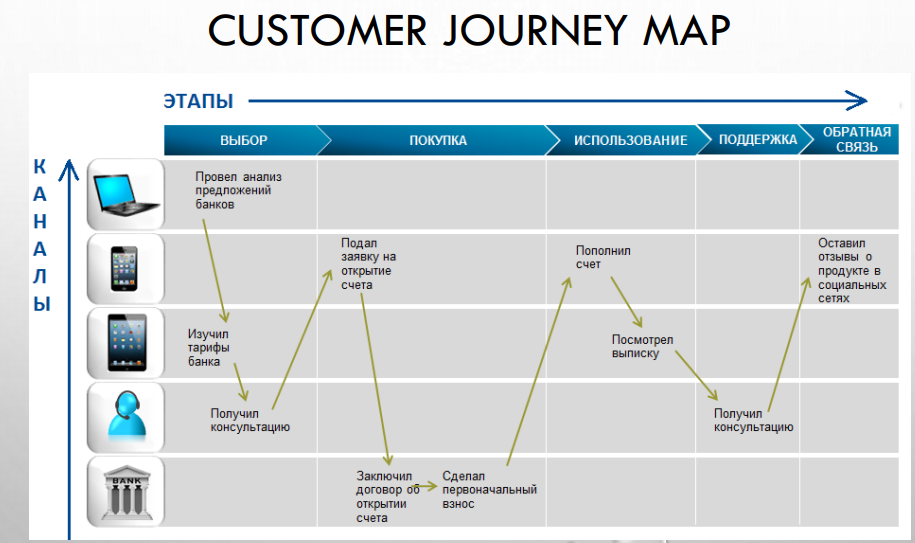 CUSTOMER JOURNEY MAP
ЭТАПЫ
ВЫБОР
ПОКУПКА
ИСПОЛЬЗОВАНИЕ
ПОДДЕРЖКА
ОБРАТНАЯ
СВЯЗЬ
КАНАЛЫ
Провел анализ
предложений
банков
Подал
заявку на
открытие
счета
Пополнил
счет
Оставил
отзывы о
продукте в
социальных
сетях
Изучил
тарифы
банка
Посмотрел
выписку
Получил
консультацию
Получил
консультацию
BANK
Заключил
договор об
открытии
счета
Сделал
первоначальный
взнос